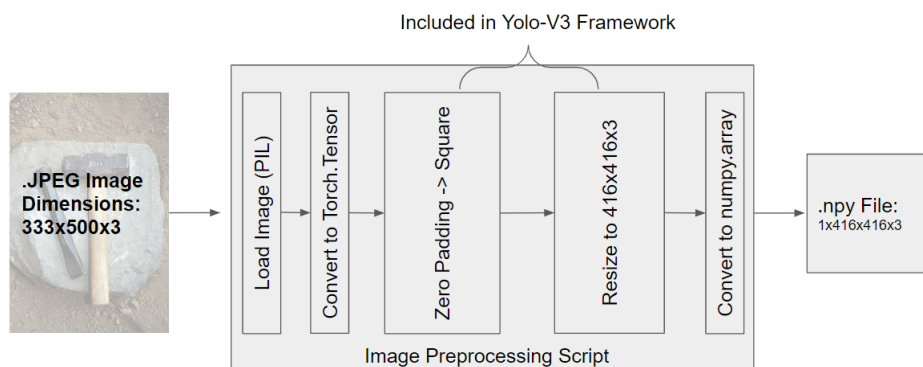 Included in Yolo-V3 Framework
.JPEG Image
Dimensions:
333x500x3
Load Image (PIL)
Convert to Torch.Tensor
Zero Padding -> Square
Resize to 416x416x3
Convert to numpy.array
.npy File:
1x416x416x3
Image Preprocessing Script